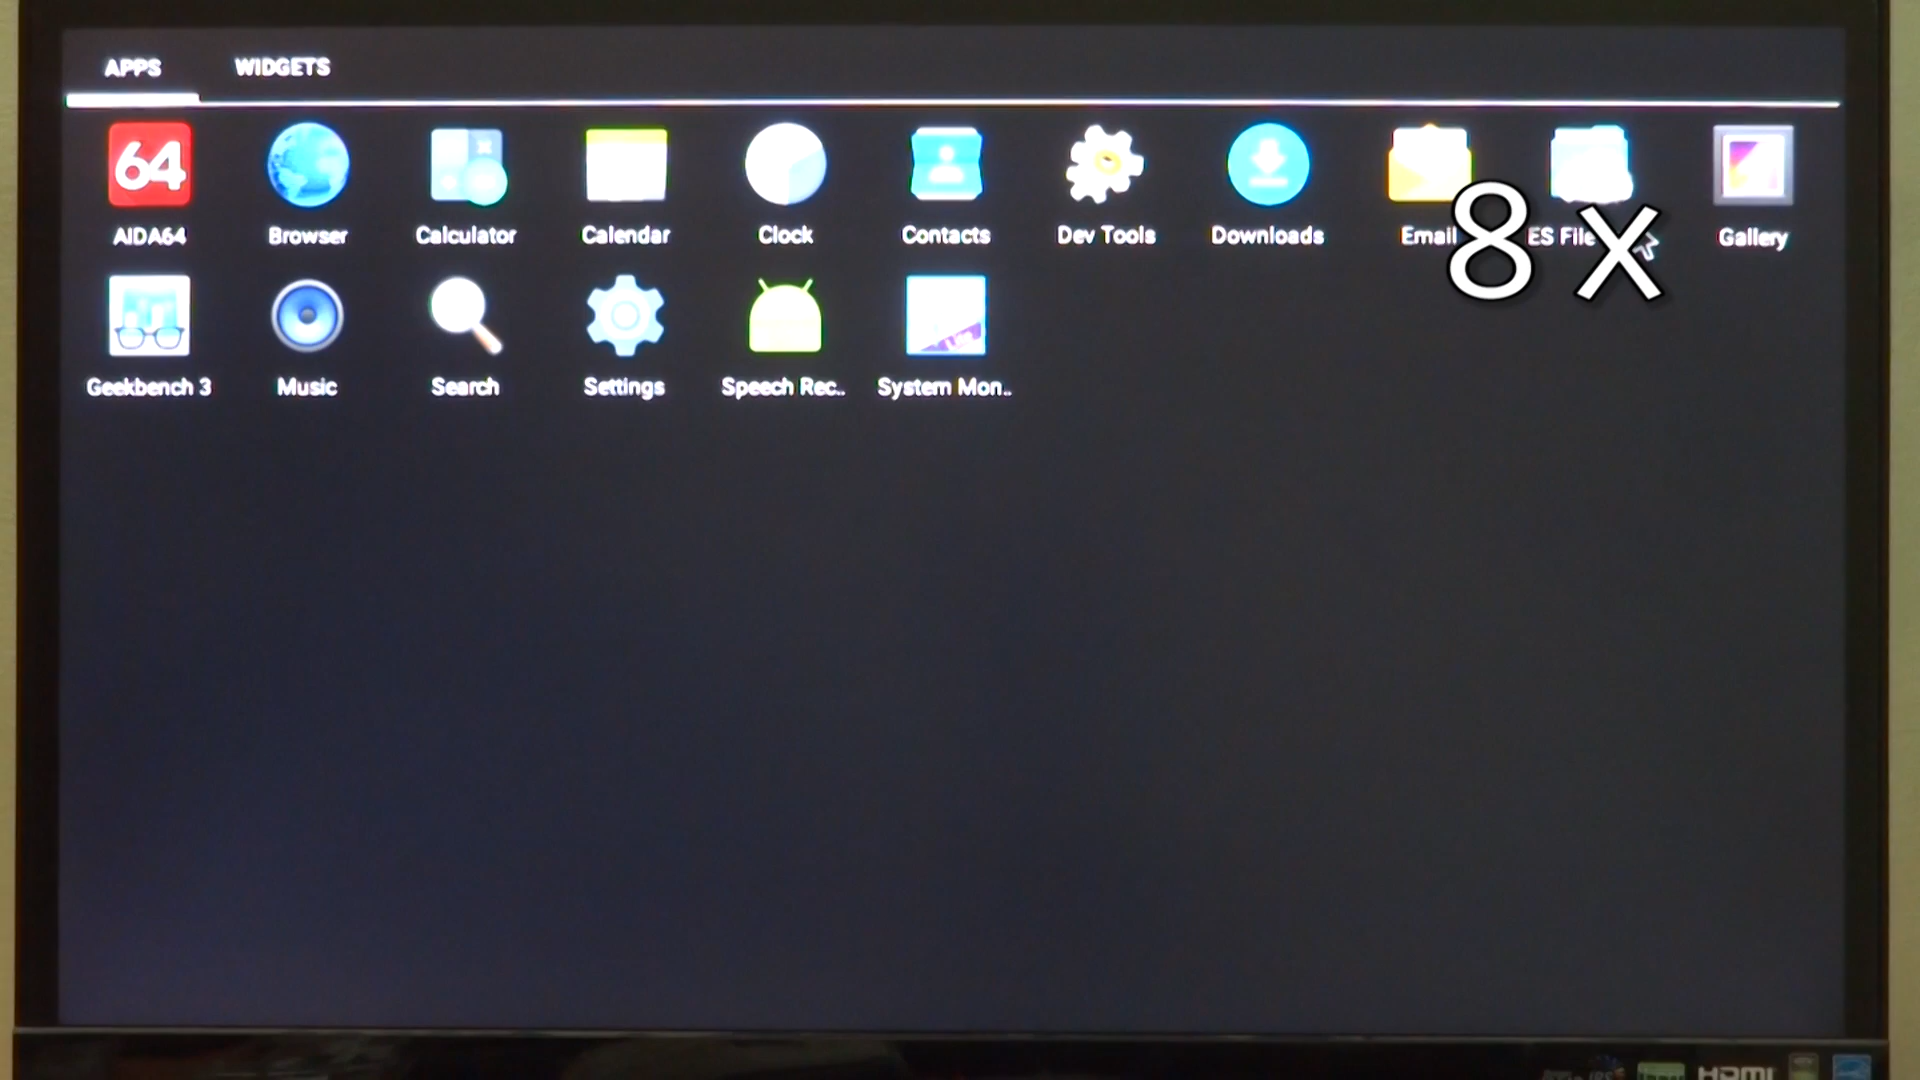 APPS WIDGETS
64
AIDA64 Browser Calculator Calendar Clock Contacts Dev Tools Downloads Email ES File Gallery
8x
Lite
Geekbench 3 Music Search Settings Speech Rec.. System Mon..
HDMI